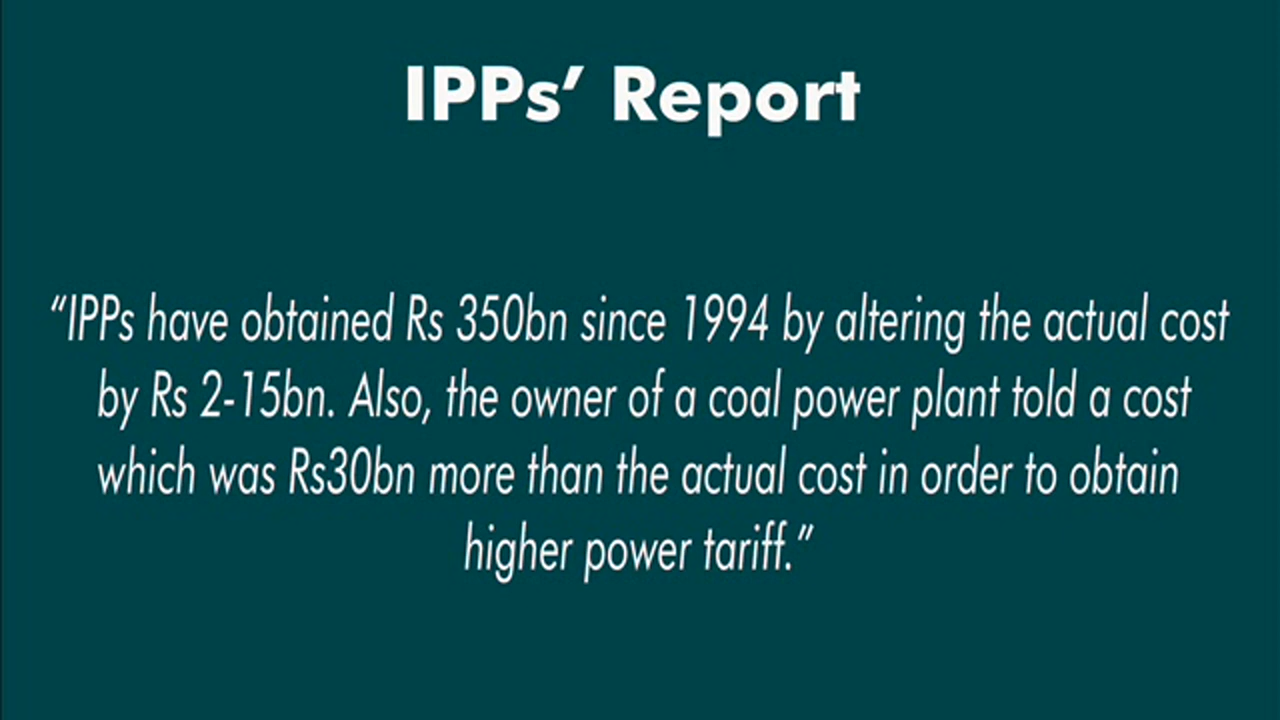 IPPs’ Report
“IPPs have obtained Rs 350bn since 1994 by altering the actual cost
by Rs 2-15bn. Also, the owner of a coal power plant told a cost
which was Rs30bn more than the actual cost in order to obtain
higher power tariff.”